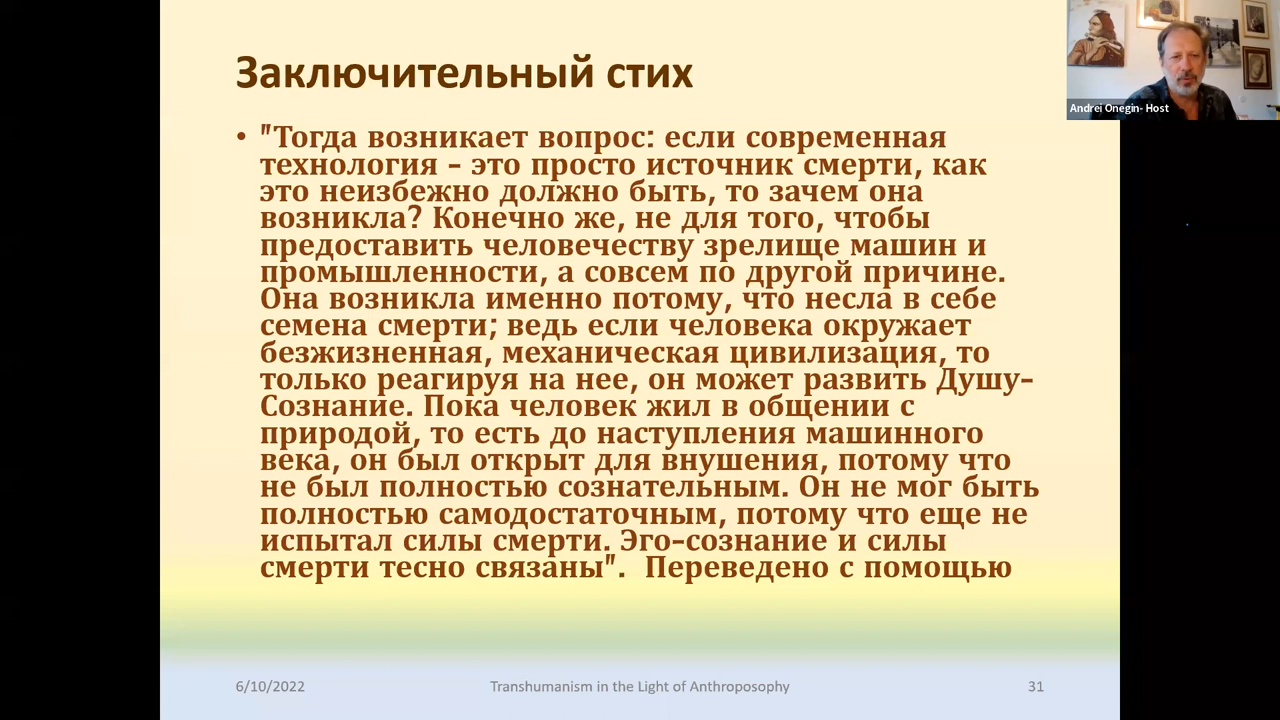 Заключительный стих
• "Тогда возникает вопрос: если современная
технология – это просто источник смерти, как
это неизбежно должно быть, то зачем она
возникла? Конечно же, не для того, чтобы
предоставить человечеству зрелище машин и
промышленности, а совсем по другой причине.
Она возникла именно потому, что несла в себе
семена смерти; ведь если человека окружает
безжизненная, механическая цивилизация, то
только реагируя на нее, он может развить Душу-
Сознание. Пока человек жил в общении с
природой, то есть до наступления машинного
века, он был открыт для внушения, потому что
не был полностью сознательным. Он не мог быть
полностью самодостаточным, потому что еще не
испытал силы смерти. Эго-сознание и силы
смерти тесно связаны". Переведено с помощью
6/10/2022
Transhumanism in the Light of Anthroposophy
31
Andrei Onegin- Host